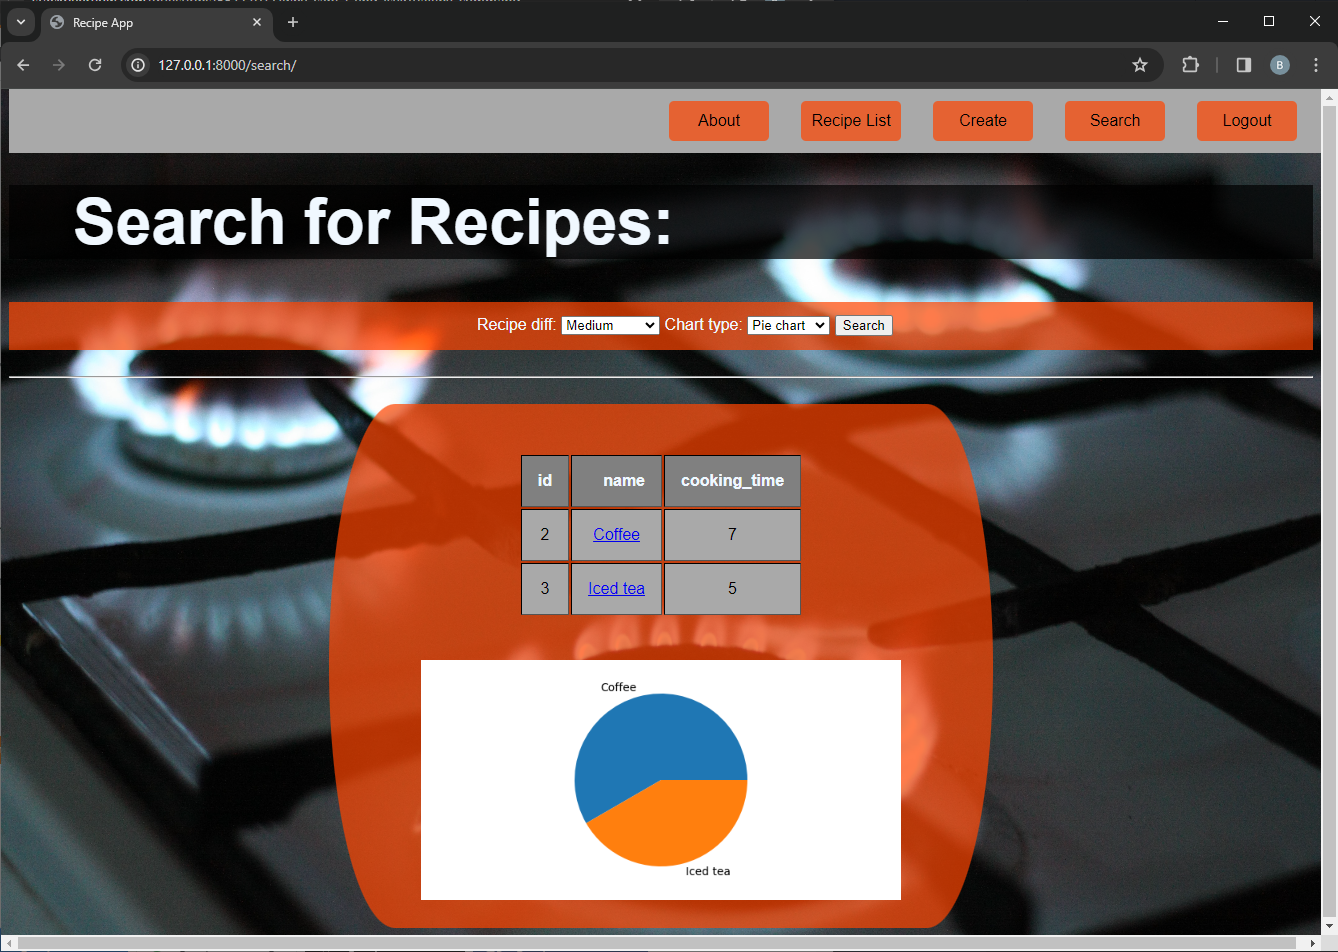 Recipe App
127.0.0.1:8000/search/
B
About Recipe List Create Search Logout
Search for Recipes:
Recipe diff: Medium Chart type: Pie chart Search
id name cooking_time
2 Coffee 7
3 Iced tea 5
Coffee
Iced tea